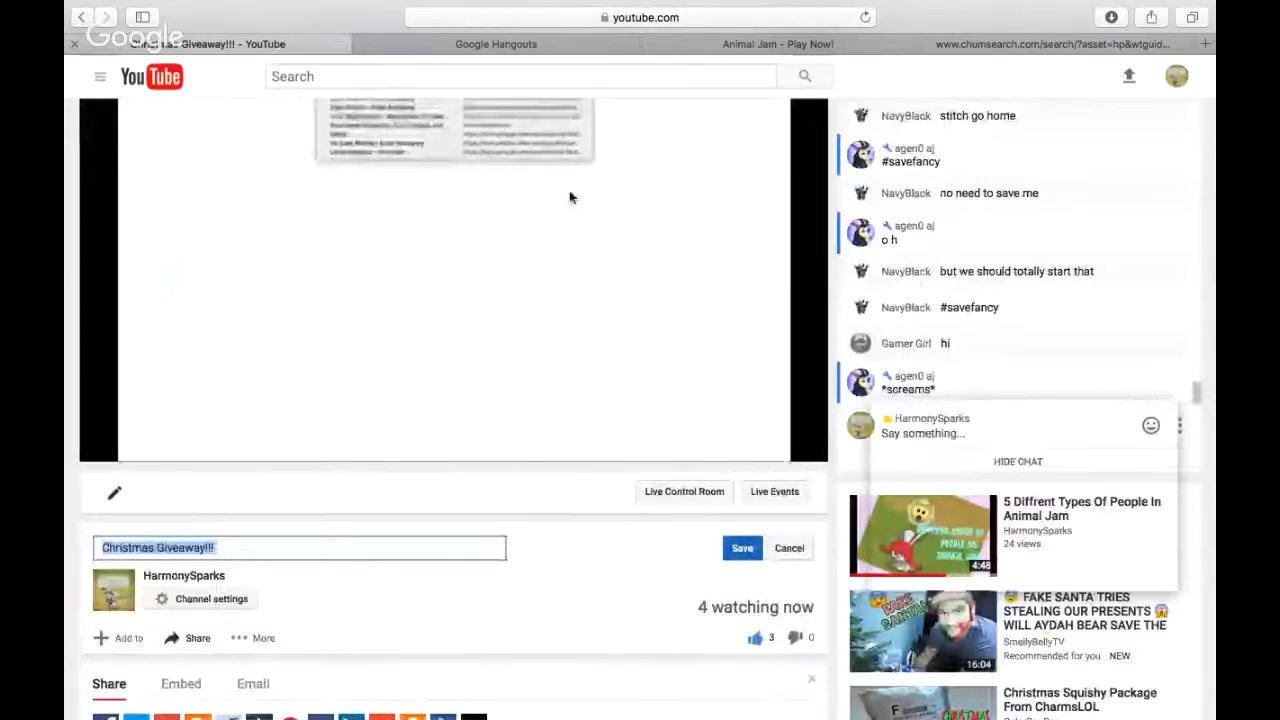 youtube.com
Google
Christmas Giveaway!!! - YouTube
Google Hangouts
Animal Jam - Play Now!
www.chumsearch.com/search/?asset=hp&wtguid...
YouTube
Search
NavyBlack stitch go home
agen0 aj
#savefancy
NavyBlack no need to save me
agen0 aj
o h
NavyBlack but we should totally start that
NavyBlack #savefancy
Gamer Girl hi
agen0 aj
*screams*
HarmonySparks
Say something...
HIDE CHAT
Live Control Room
Live Events
Christmas Giveaway!!!
Save
Cancel
HarmonySparks
Channel settings
4 watching now
Add to
Share
More
3
0
Share
Embed
Email
5 Diffrent Types Of People In
Animal Jam
HarmonySparks
24 views
4:48
FAKE SANTA TRIES
STEALING OUR PRESENTS
WILL AYDAH BEAR SAVE THE
SmellyBellyTV
Recommended for you NEW
FAKE
SANTA!
16:04
Christmas Squishy Package
From CharmsLOL